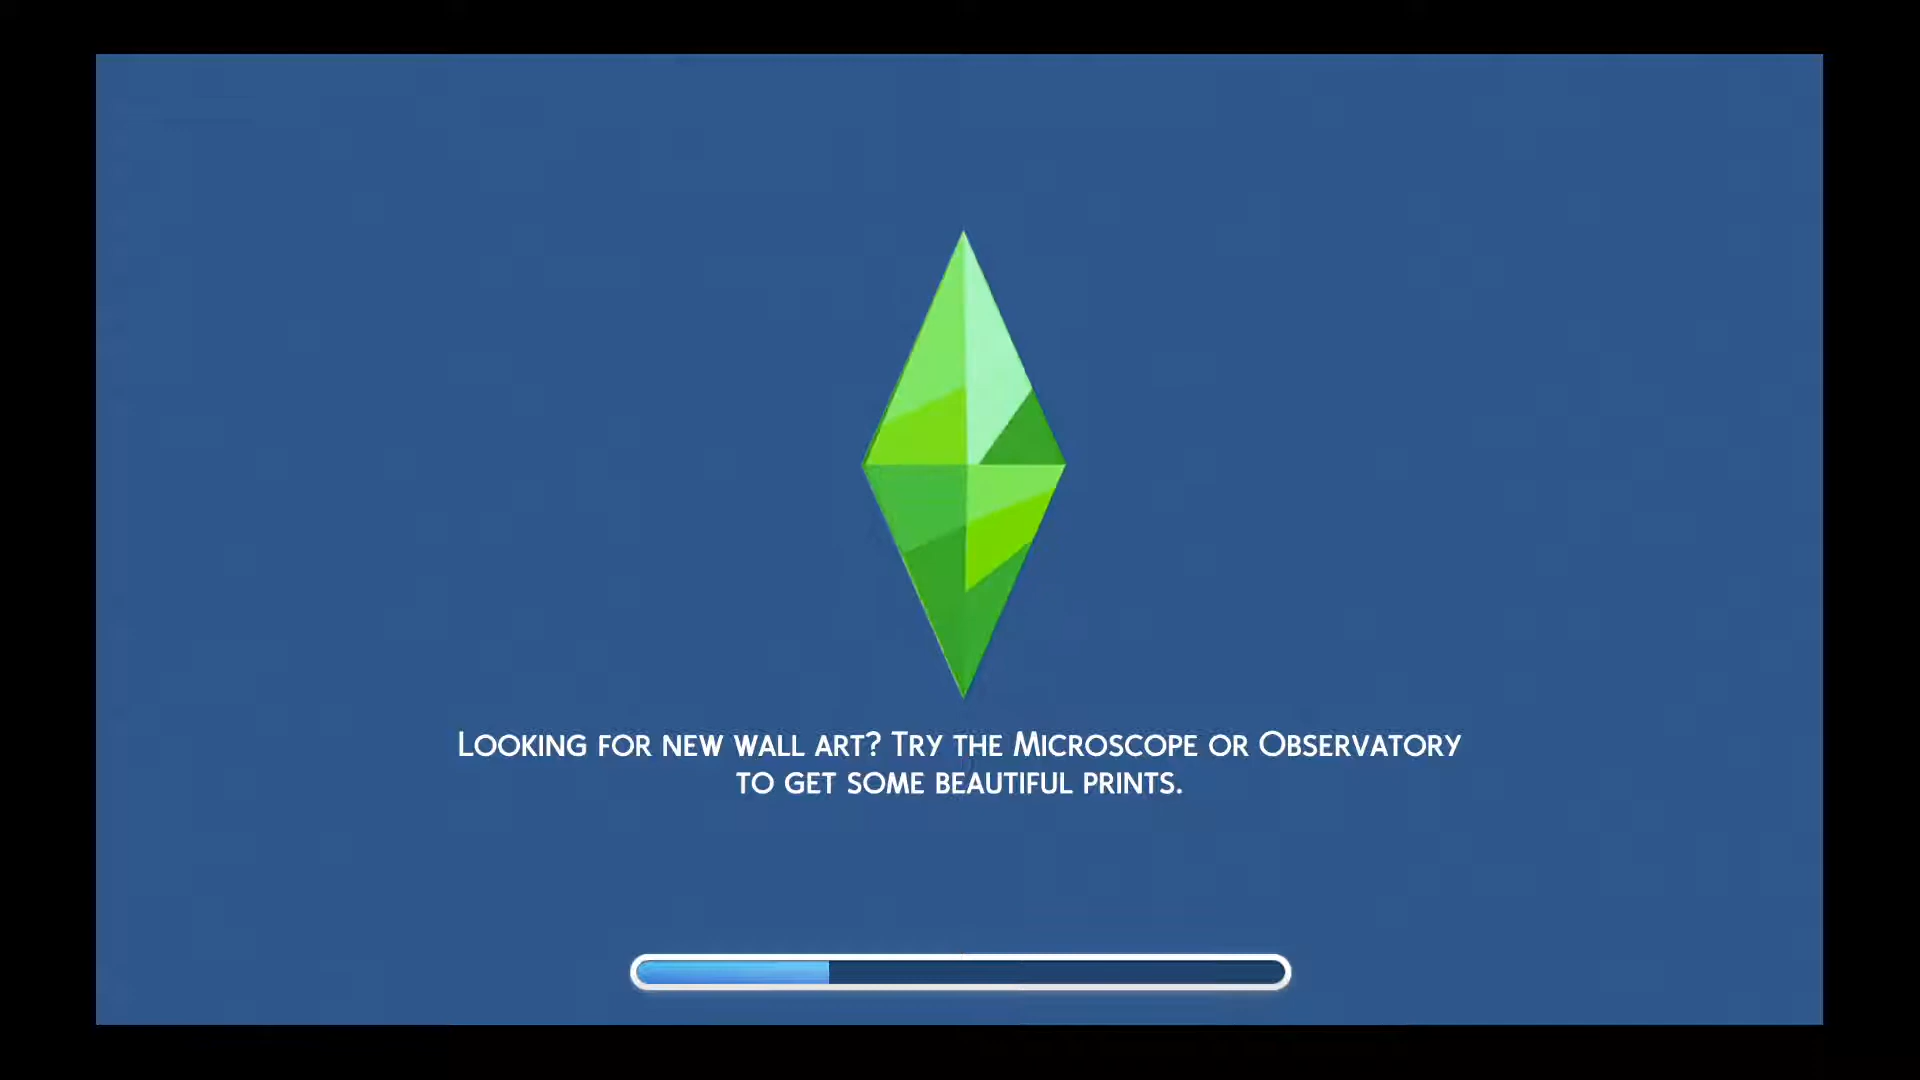 Looking for new wall art? Try the Microscope or Observatory
to get some beautiful prints.